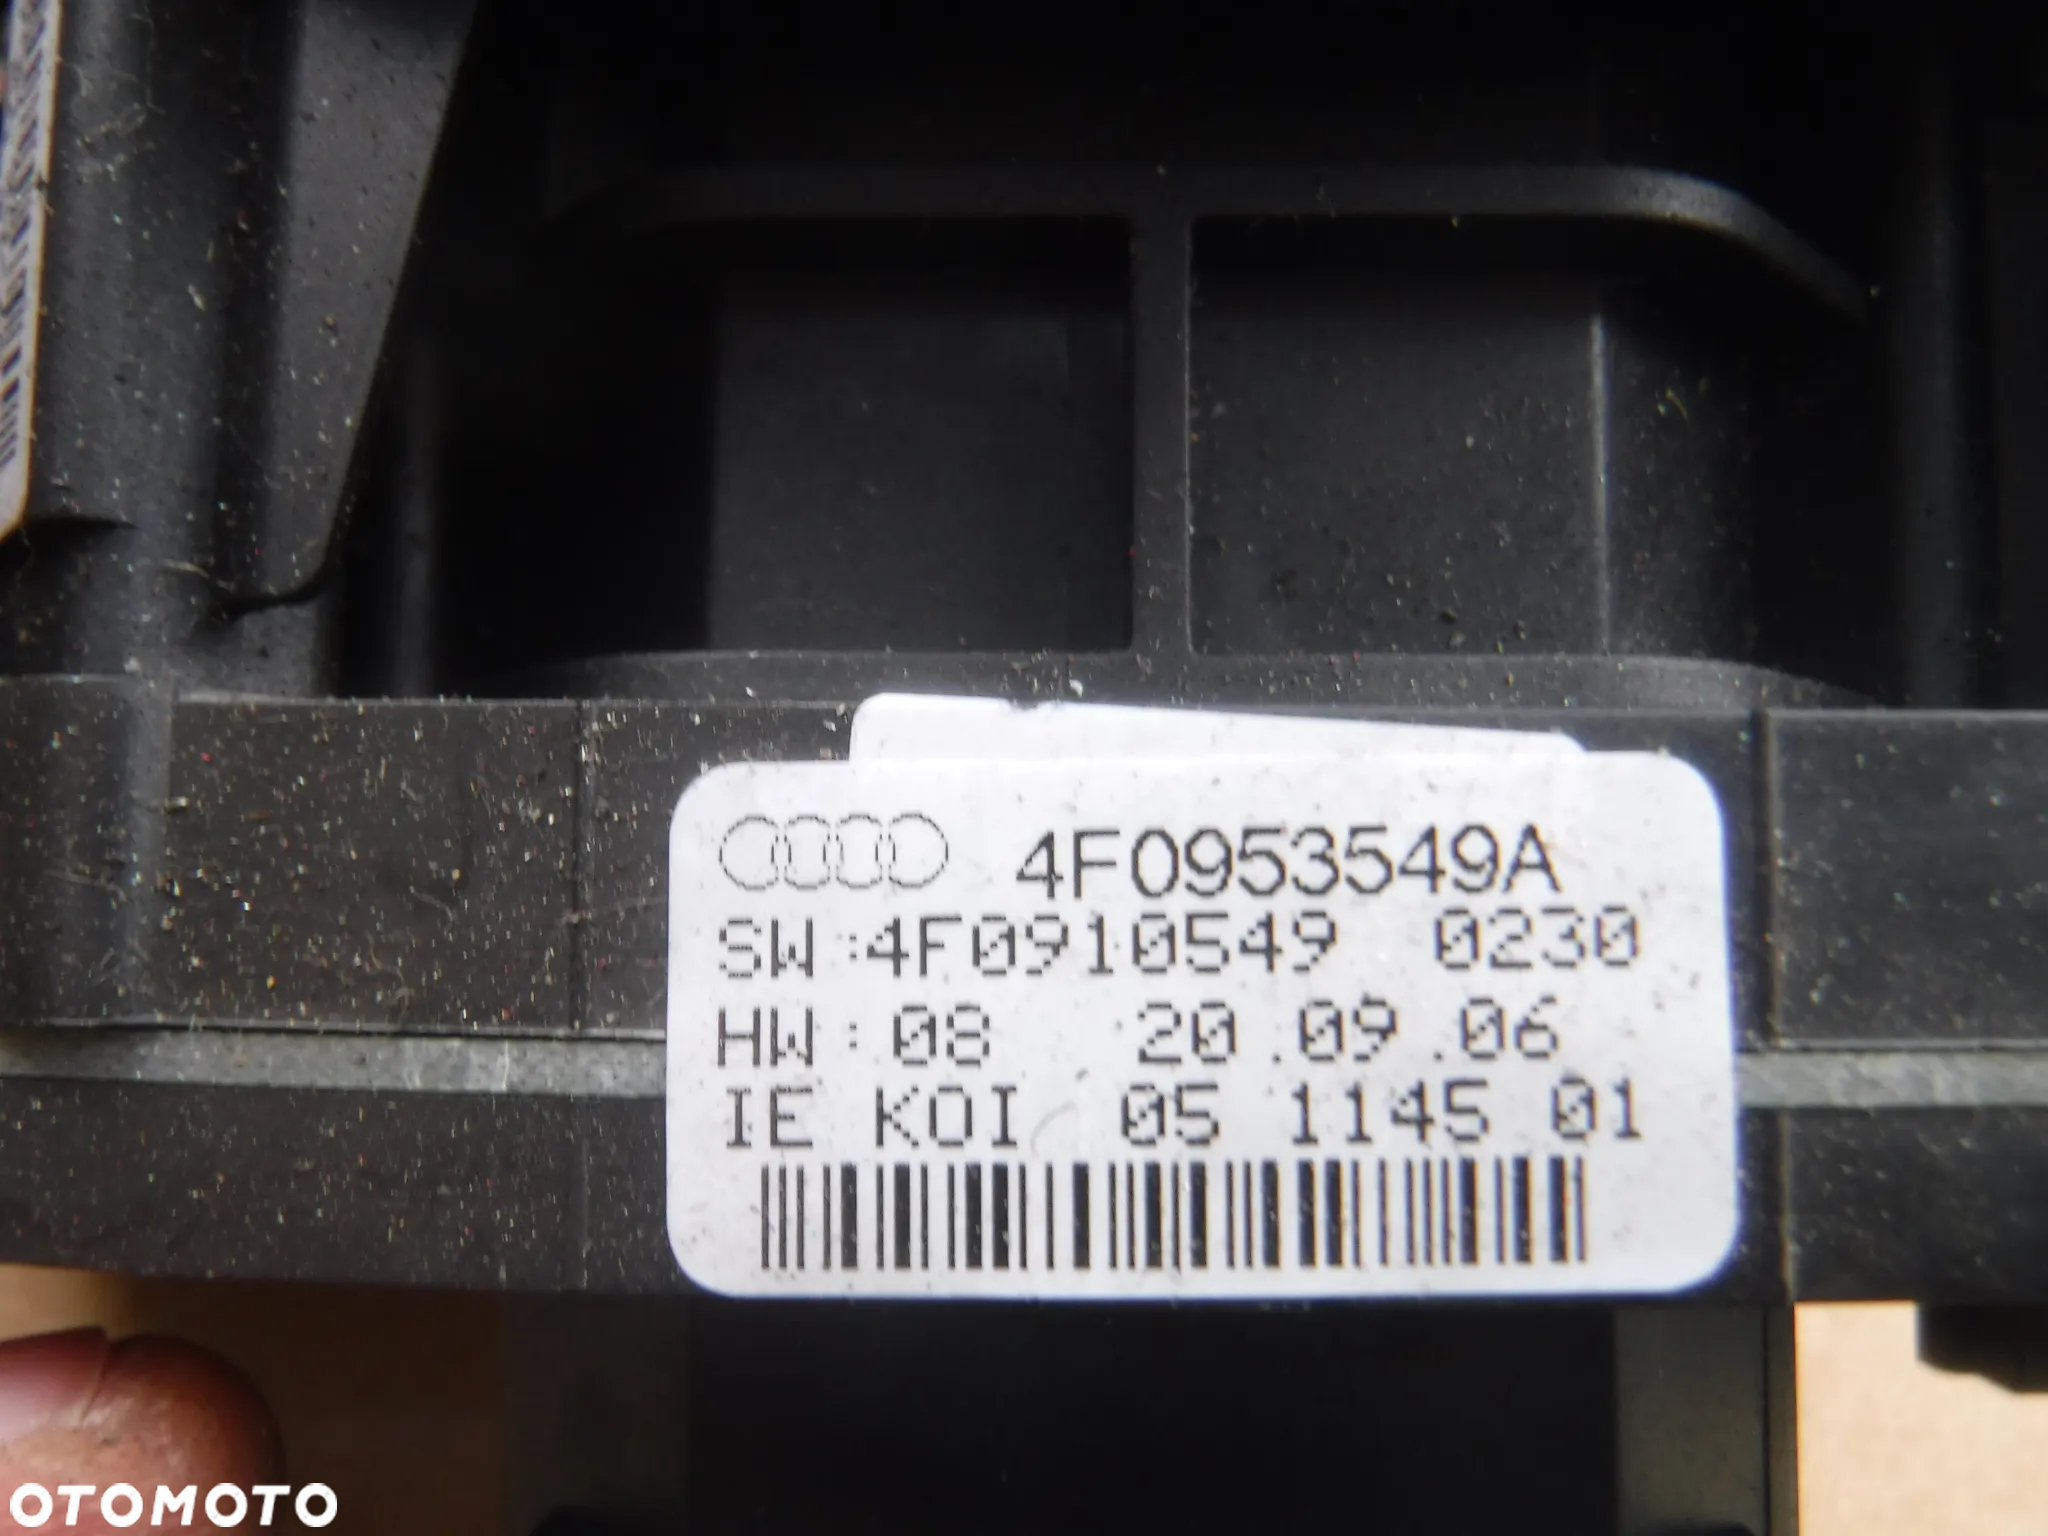 4F0953549A
SW:4F0910549 0230
HW:08 20.09.06
IE KOI 05 1145 01
OTOMOTO